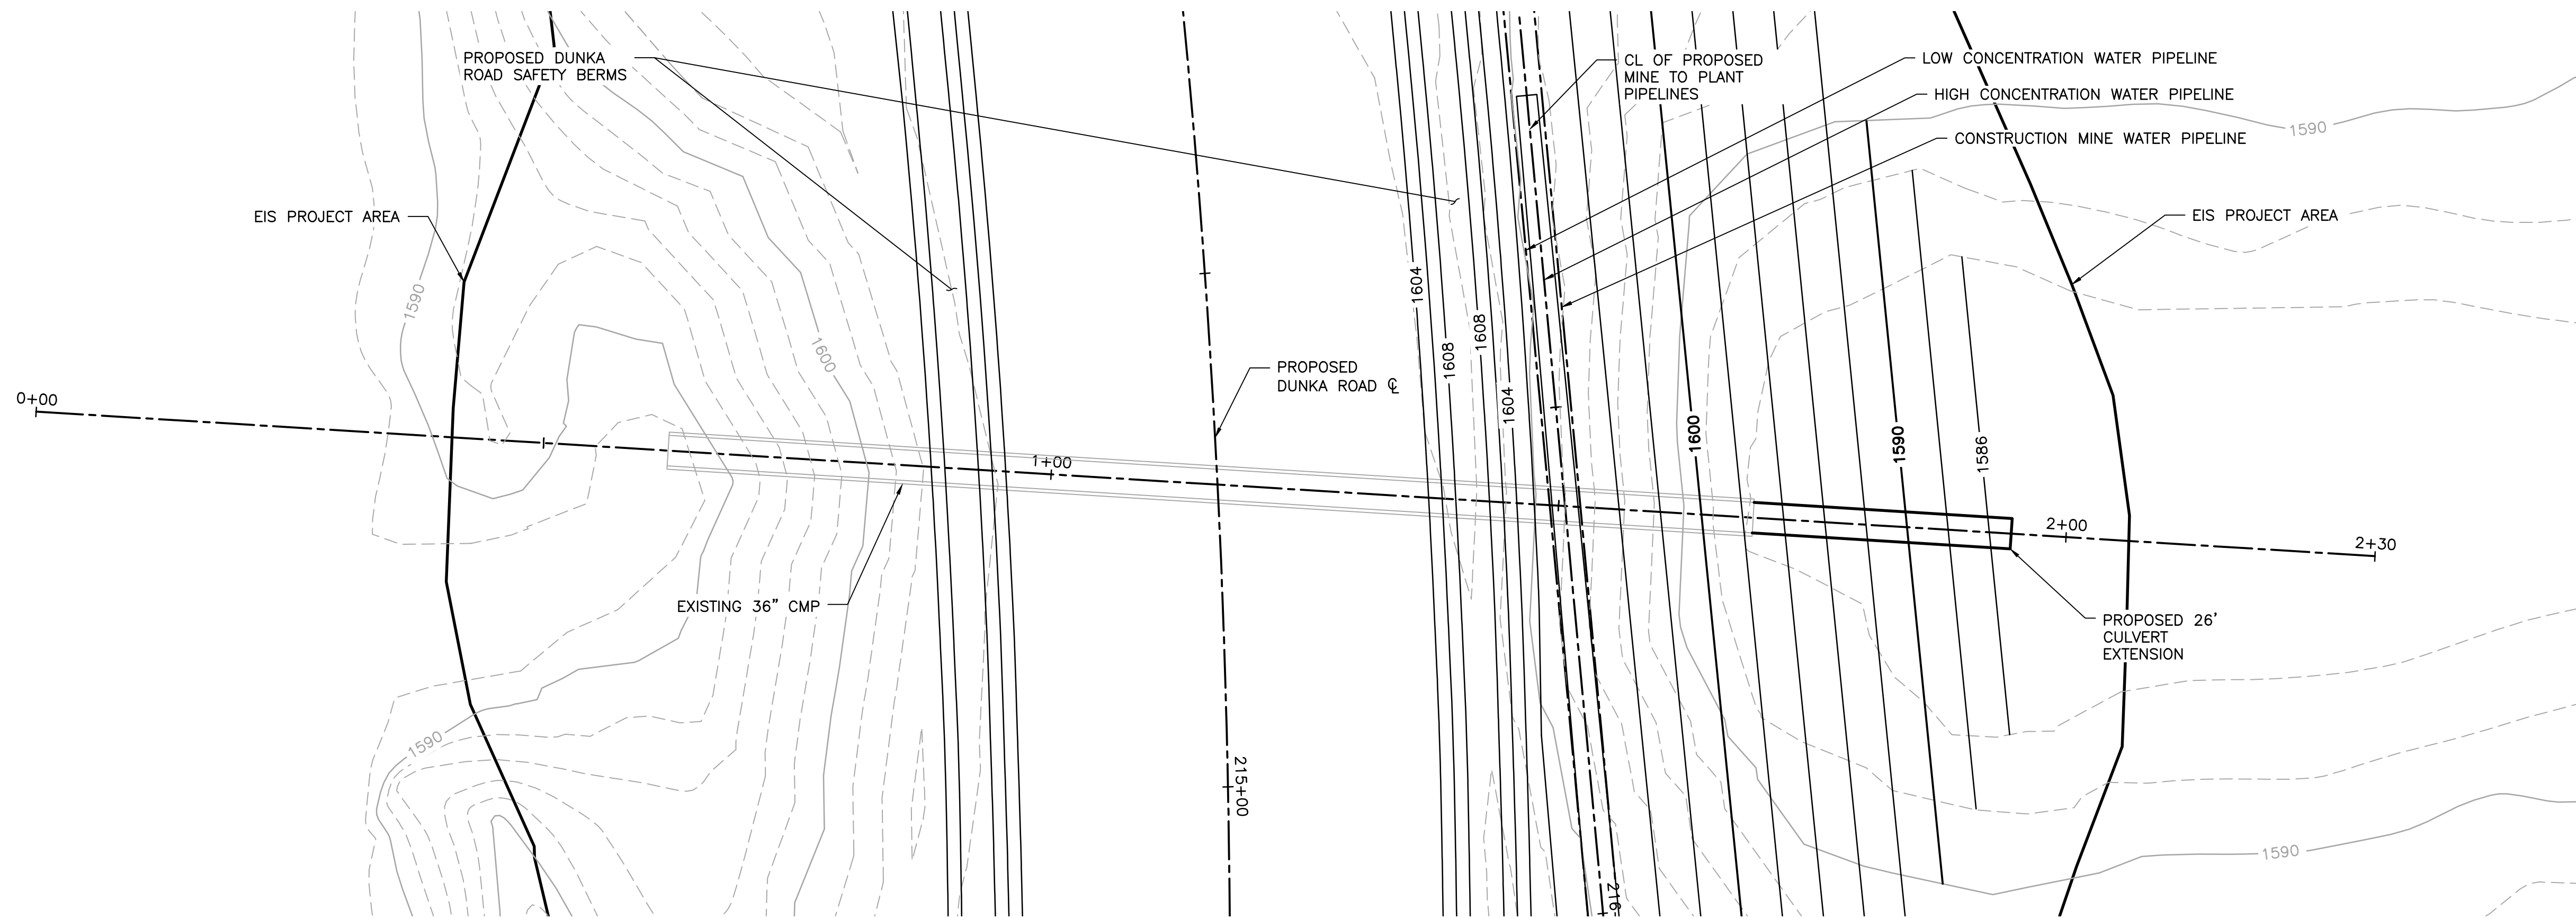 PROPOSED DUNKA
ROAD SAFETY BERMS
CL OF PROPOSED
MINE TO PLANT
PIPELINES
LOW CONCENTRATION WATER PIPELINE
HIGH CONCENTRATION WATER PIPELINE
CONSTRUCTION MINE WATER PIPELINE
1590
EIS PROJECT AREA
EIS PROJECT AREA
1590
1604
1608
1608
1600
1604
PROPOSED
DUNKA ROAD ℄
0+00
1600
1590
1586
1+00
2+00
2+30
EXISTING 36" CMP
PROPOSED 26'
CULVERT
EXTENSION
1590
215+00
1590
216